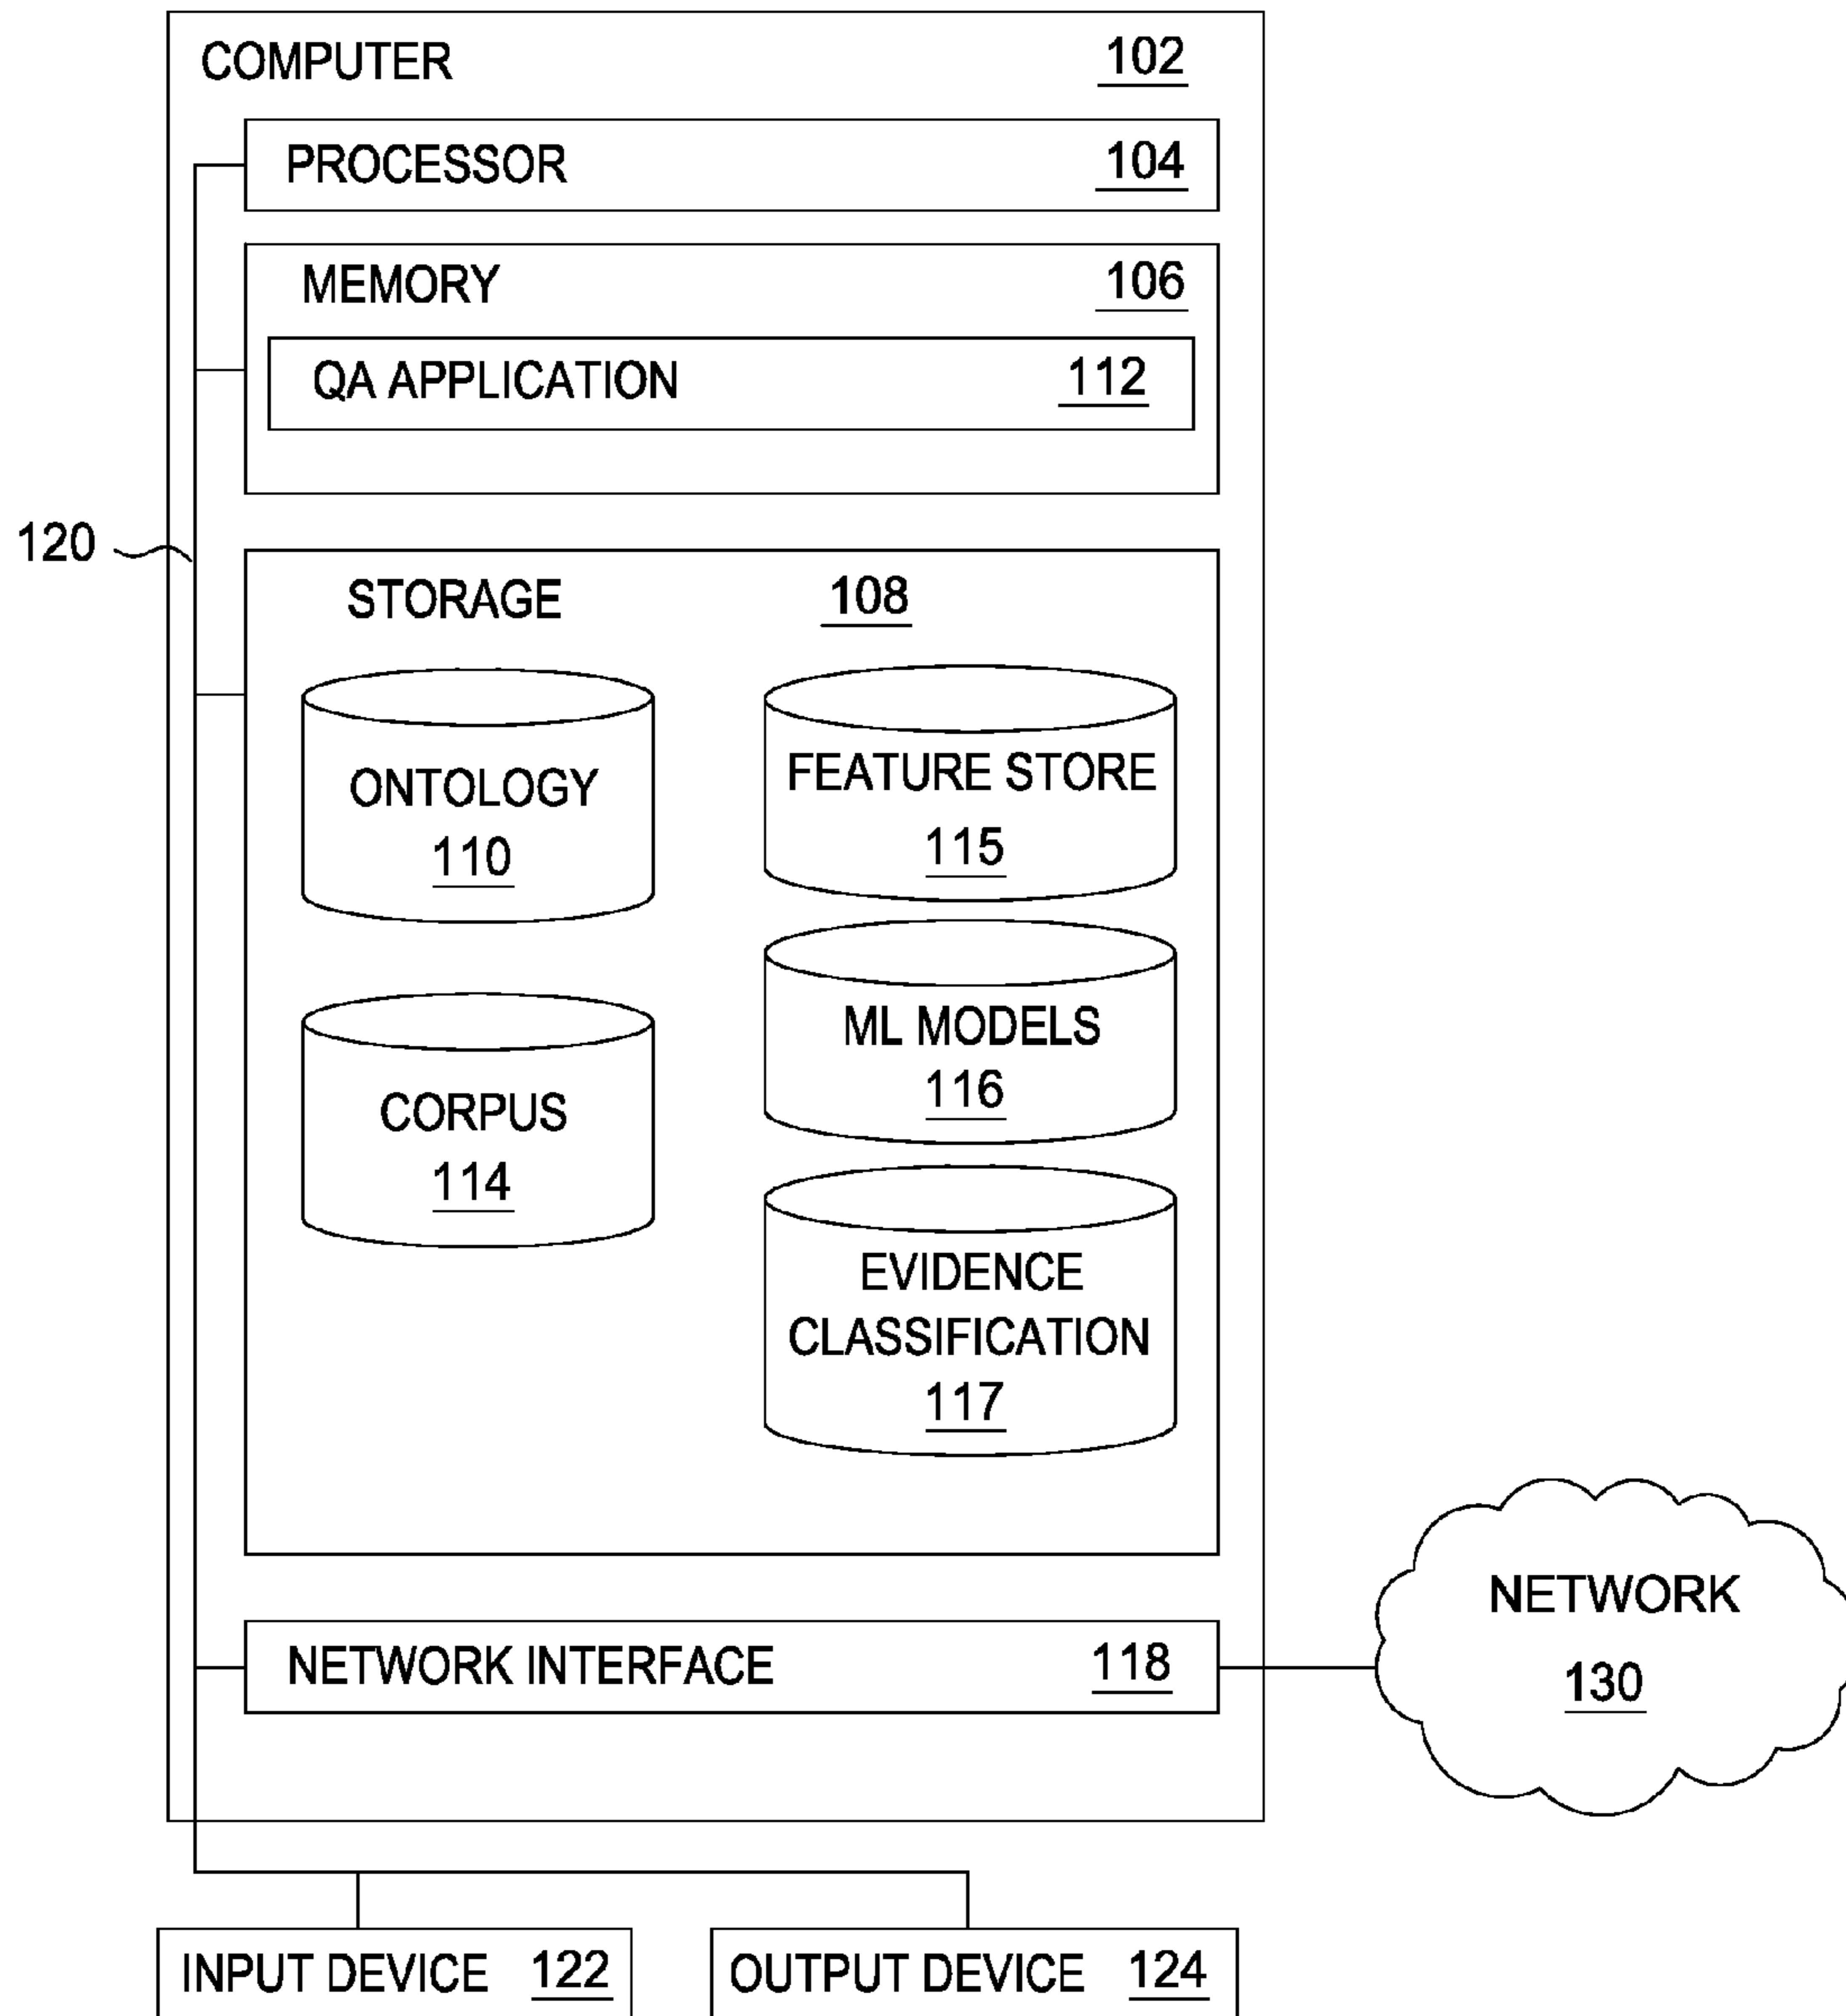 COMPUTER 102
PROCESSOR 104
MEMORY 106
QA APPLICATION 112
120
STORAGE 108
ONTOLOGY
110
FEATURE STORE
115
CORPUS
114
ML MODELS
116
EVIDENCE
CLASSIFICATION
117
NETWORK INTERFACE 118
NETWORK
130
INPUT DEVICE 122
OUTPUT DEVICE 124